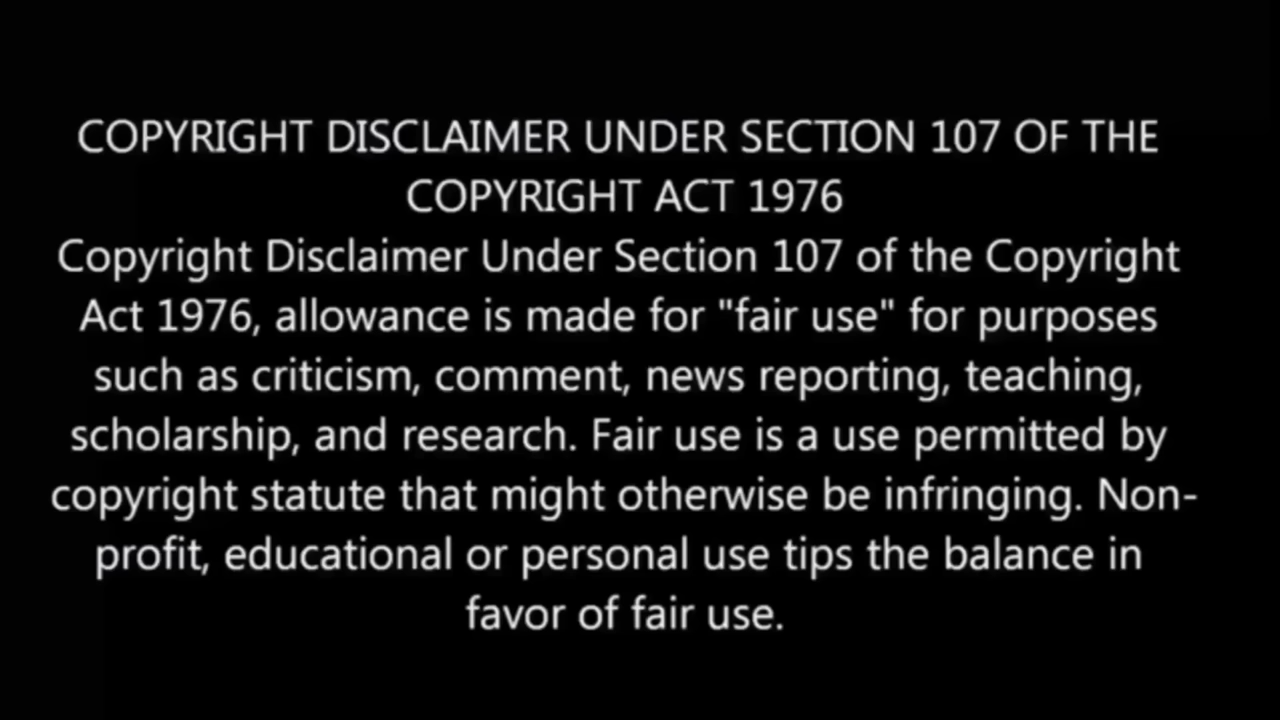 COPYRIGHT DISCLAIMER UNDER SECTION 107 OF THE
COPYRIGHT ACT 1976
Copyright Disclaimer Under Section 107 of the Copyright
Act 1976, allowance is made for "fair use" for purposes
such as criticism, comment, news reporting, teaching,
scholarship, and research. Fair use is a use permitted by
copyright statute that might otherwise be infringing. Non-
profit, educational or personal use tips the balance in
favor of fair use.